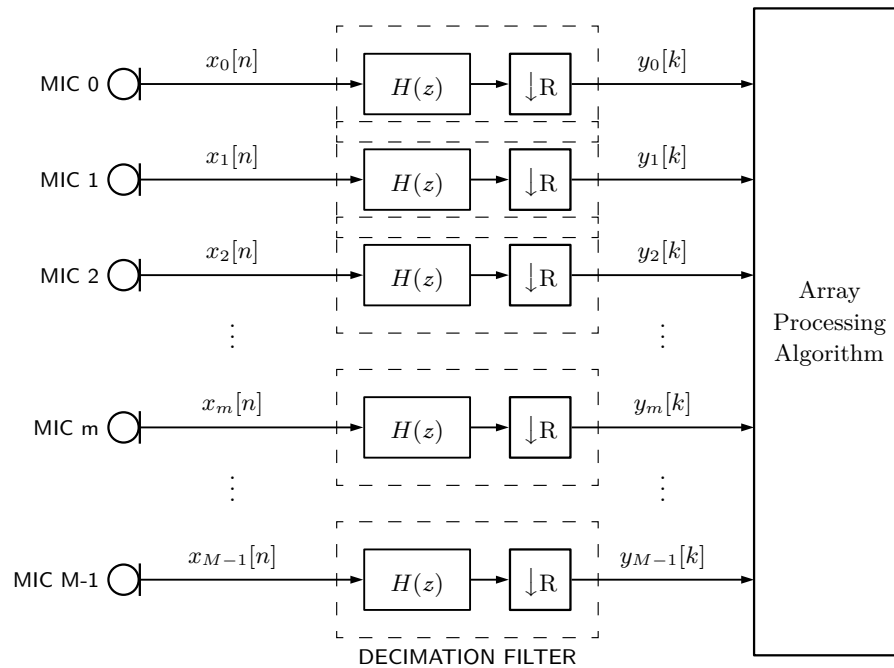 MIC 0 x_0[n] H(z) ↓R y_0[k]
MIC 1 x_1[n] H(z) ↓R y_1[k]
MIC 2 x_2[n] H(z) ↓R y_2[k]
⋮ ⋮
Array
Processing
Algorithm
MIC m x_m[n] H(z) ↓R y_m[k]
⋮ ⋮
MIC M-1 x_{M−1}[n] H(z) ↓R y_{M−1}[k]
DECIMATION FILTER